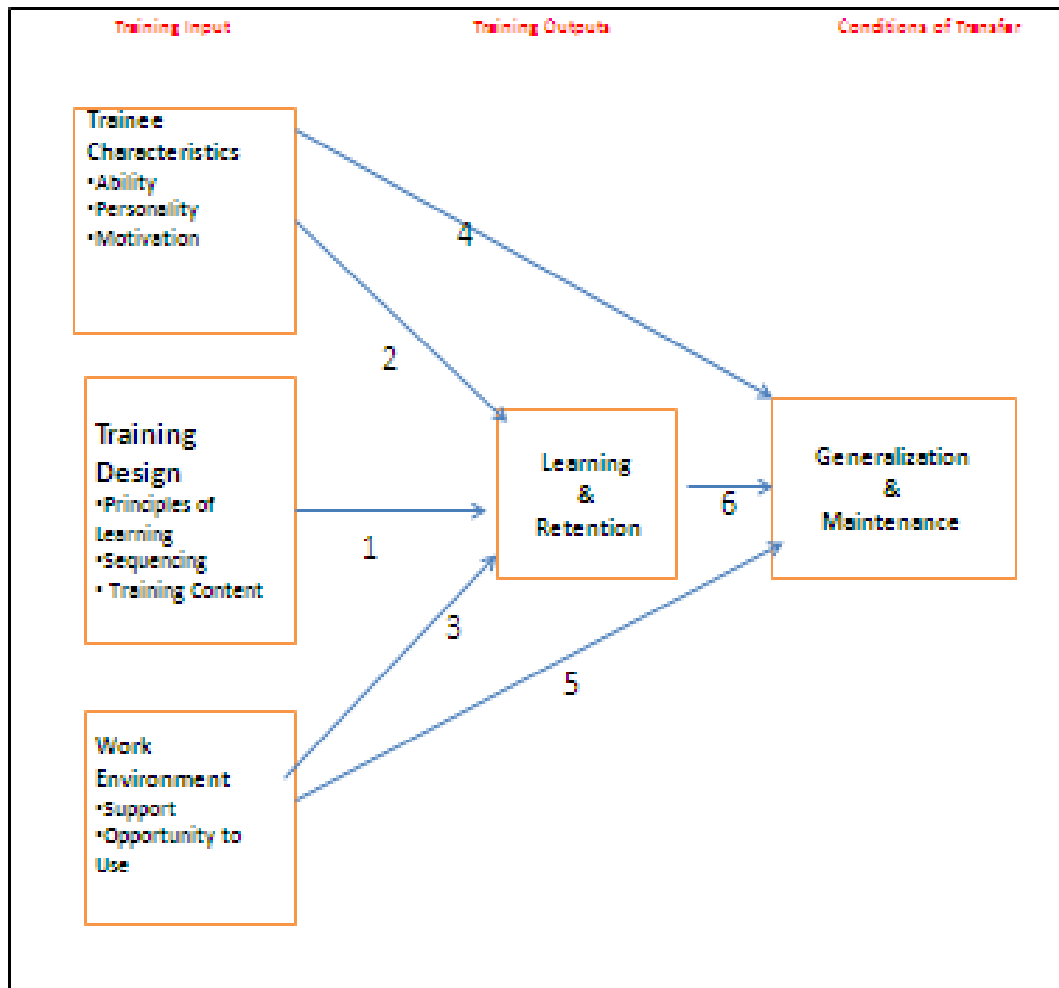 Training Input
Training Outputs
Conditions of Transfer
Trainee
Characteristics
•Ability
•Personality
•Motivation
4
2
Training
Design
•Principles of
Learning
•Sequencing
• Training Content
1
Learning
&
Retention
6
Generalization
&
Maintenance
3
5
Work
Environment
•Support
•Opportunity to
Use